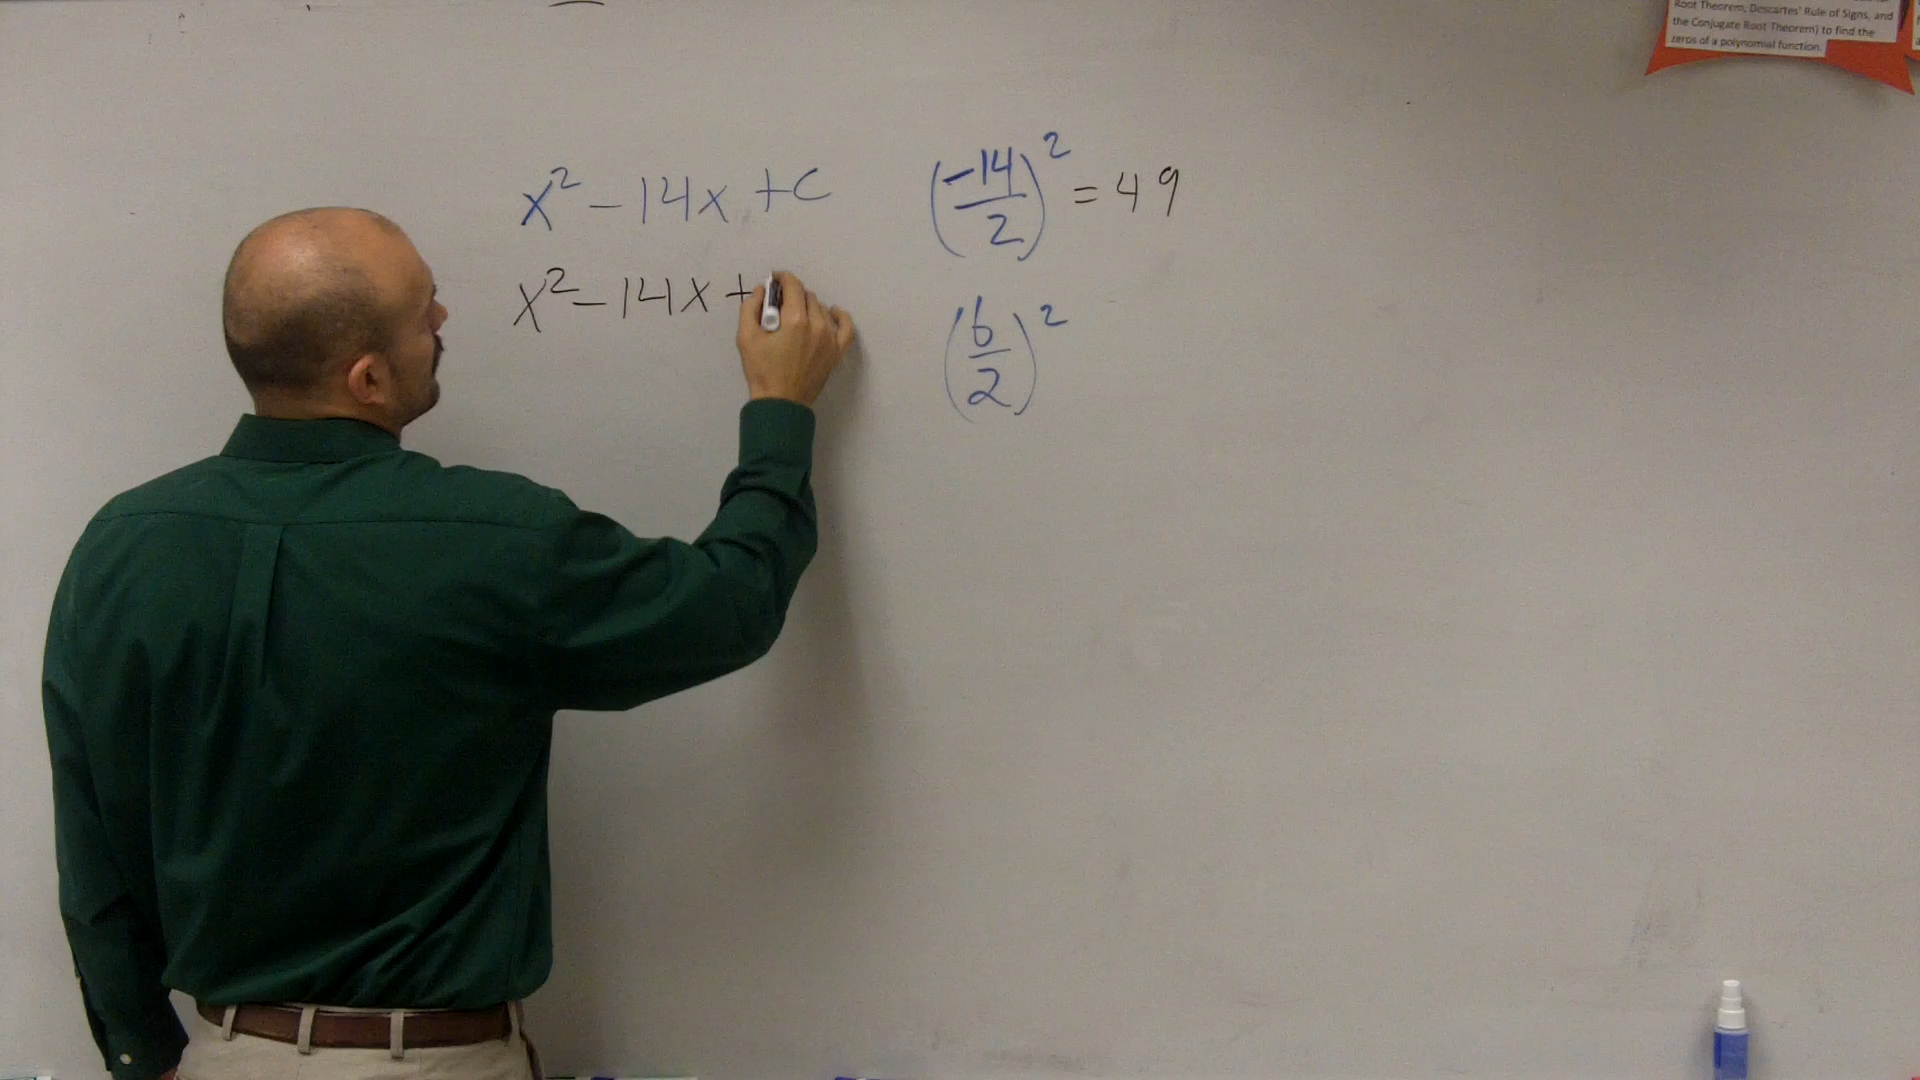 Root Theorem, Descartes' Rule of Signs, and
the Conjugate Root Theorem) to find the
zeros of a polynomial function.
x² - 14x + c
(-14/2)² = 49
x² - 14x +
(6/2)²